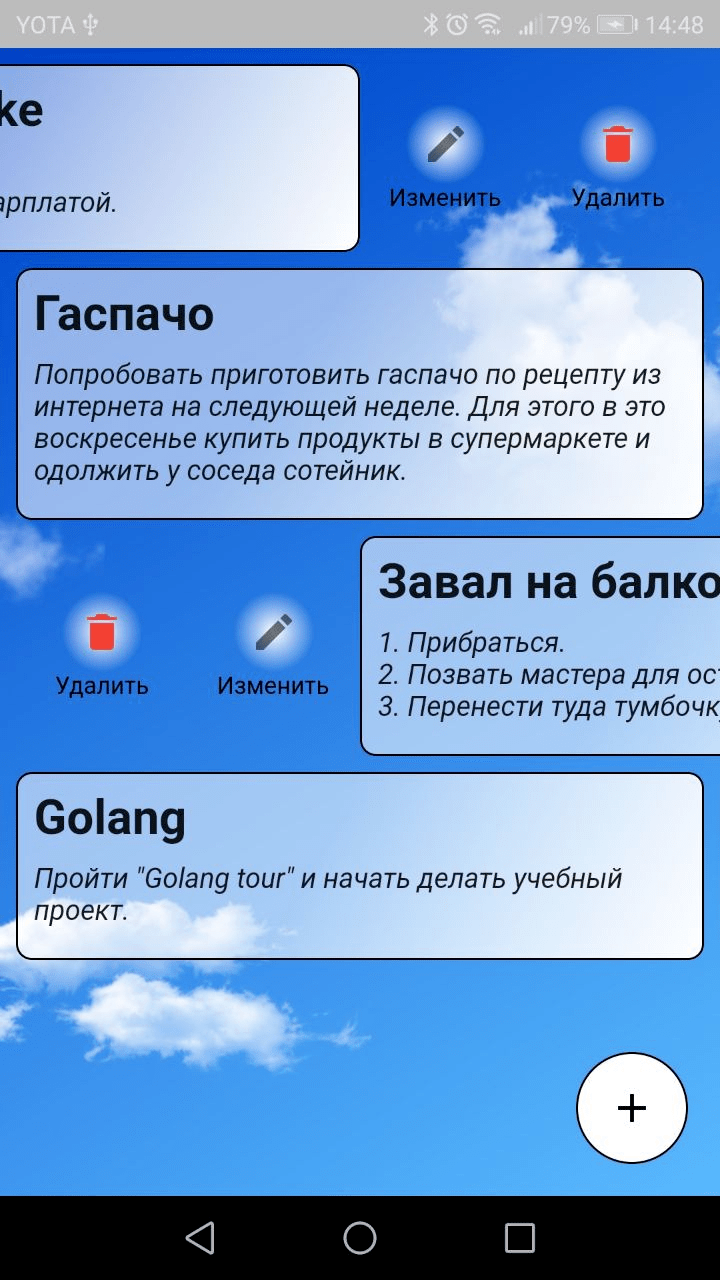 YOTA 79% 14:48
ke
арплатой.
Изменить Удалить
Гаспачо
Попробовать приготовить гаспачо по рецепту из
интернета на следующей неделе. Для этого в это
воскресенье купить продукты в супермаркете и
одолжить у соседа сотейник.
Удалить Изменить
Завал на балко
1. Прибраться.
2. Позвать мастера для ост
3. Перенести туда тумбочку
Golang
Пройти "Golang tour" и начать делать учебный
проект.
+